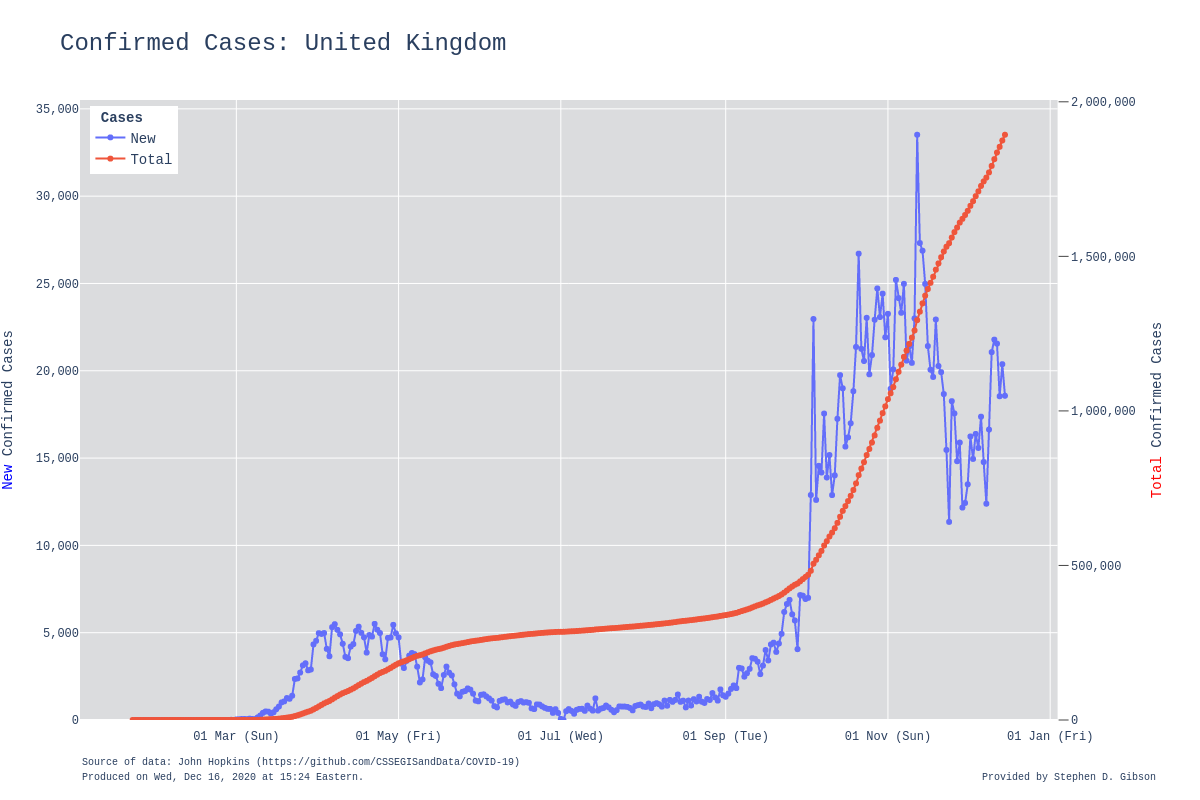 Confirmed Cases: United Kingdom
Cases
New
Total
35,000
30,000
25,000
20,000
15,000
10,000
5,000
0
New Confirmed Cases
2,000,000
1,500,000
1,000,000
500,000
0
Total Confirmed Cases
01 Mar (Sun)
01 May (Fri)
01 Jul (Wed)
01 Sep (Tue)
01 Nov (Sun)
01 Jan (Fri)
Source of data: John Hopkins (https://github.com/CSSEGISandData/COVID-19)
Produced on Wed, Dec 16, 2020 at 15:24 Eastern.
Provided by Stephen D. Gibson